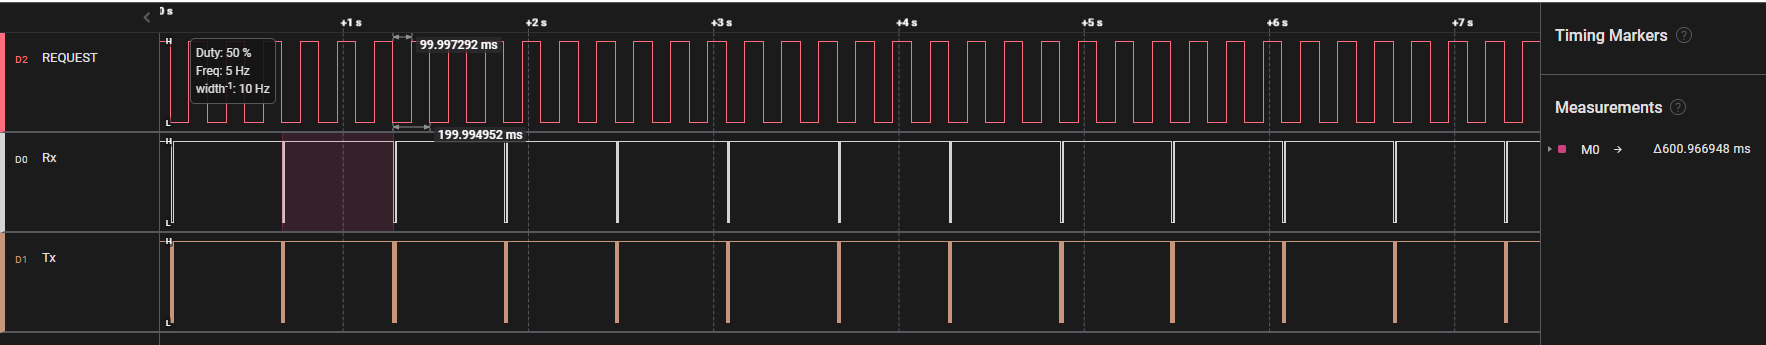 0 s
+1 s
+2 s
+3 s
+4 s
+5 s
+6 s
+7 s
Timing Markers ?
D2 REQUEST
H
L
Duty: 50 %
Freq: 5 Hz
width-1: 10 Hz
99.997292 ms
199.994952 ms
Measurements ?
M0 → Δ600.966948 ms
D0 Rx
H
L
D1 Tx
H
L